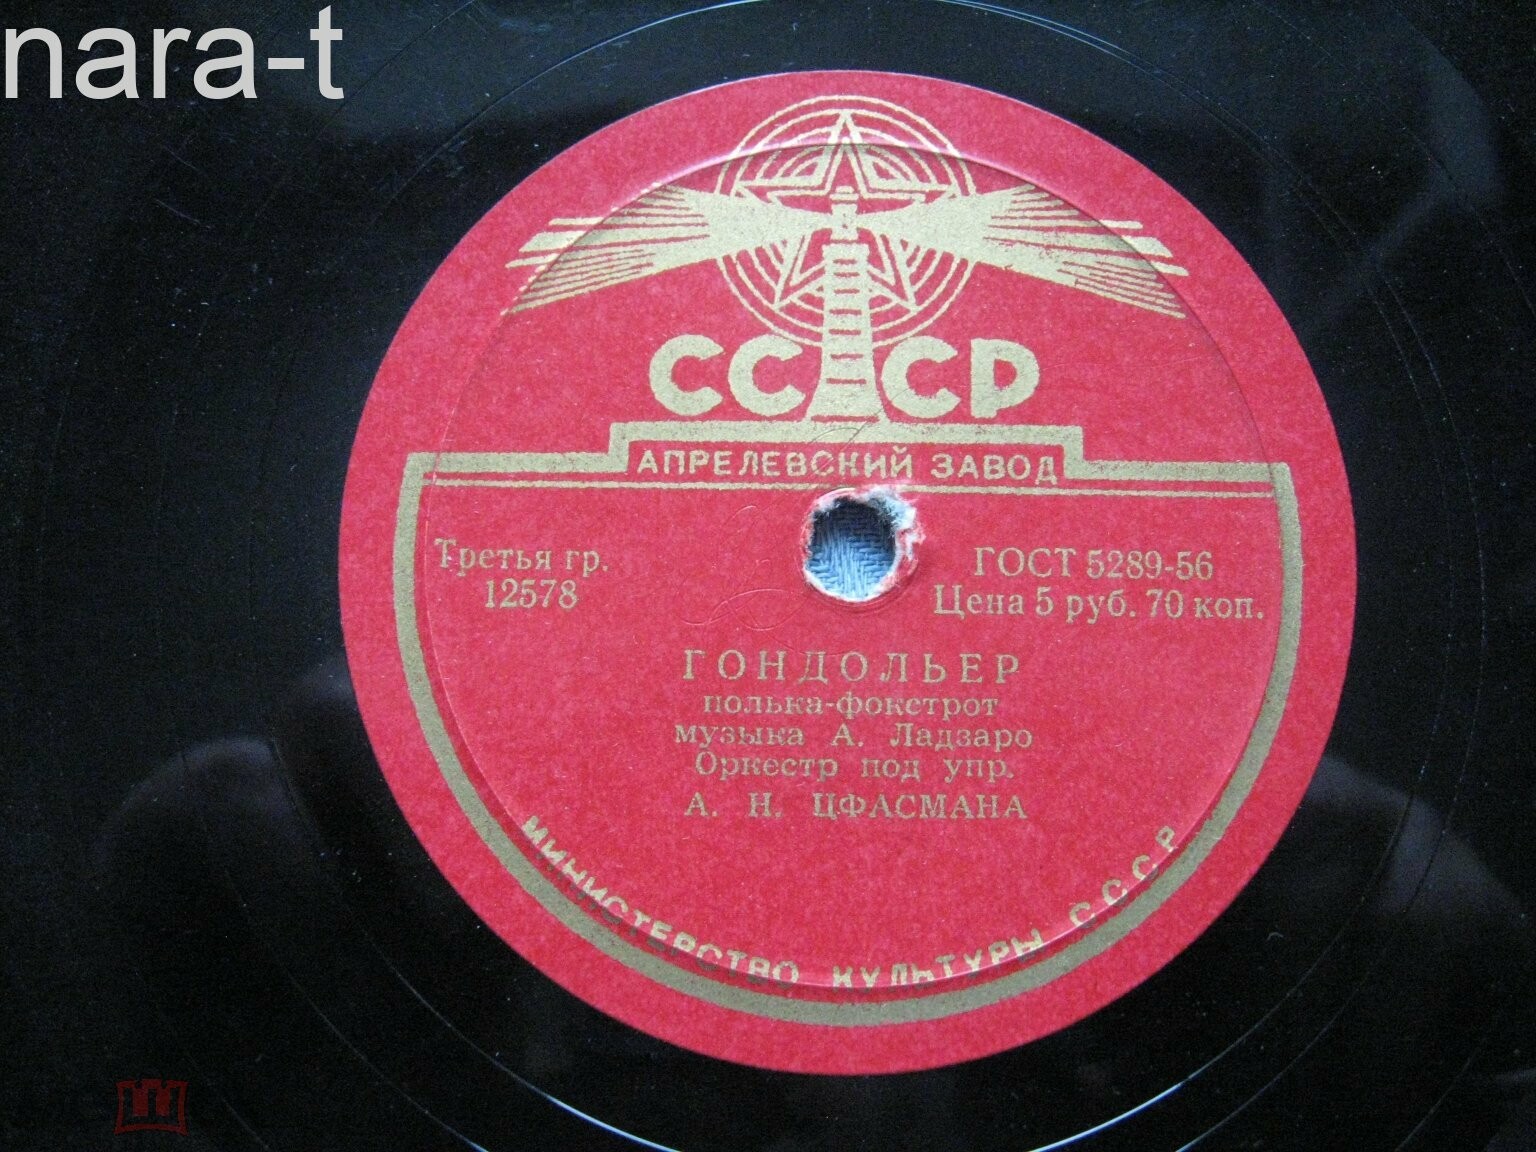 nara-t
СССР
АПРЕЛЕВСКИЙ ЗАВОД
Третья гр.
12578
ГОСТ 5289-56
Цена 5 руб. 70 коп.
ГОНДОЛЬЕР
полька-фокстрот
музыка А. Ладзаро
Оркестр под упр.
А. Н. ЦФАСМАНА
МИНИСТЕРСТВО КУЛЬТУРЫ СССР